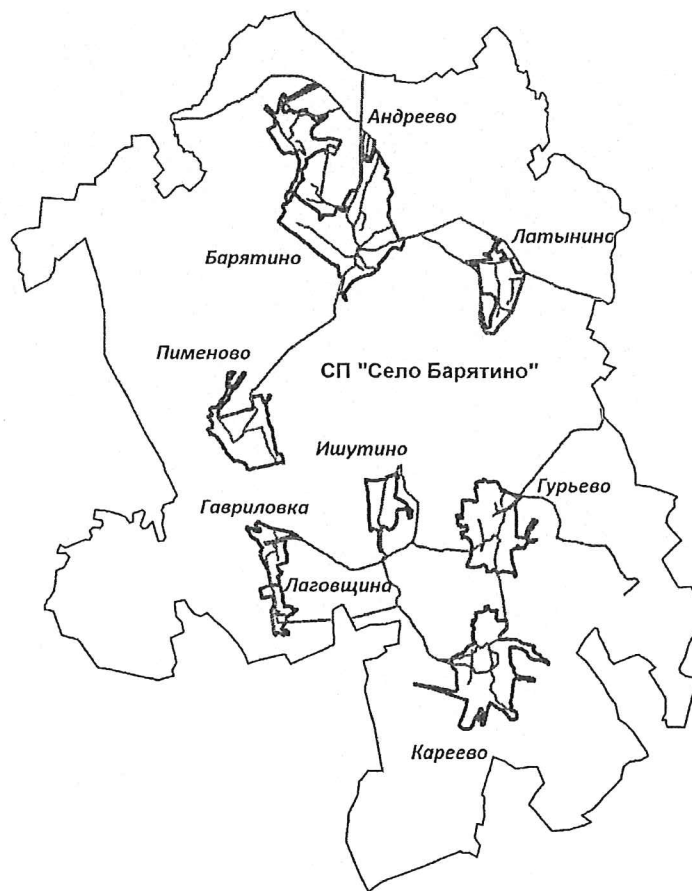 Андреево
Латынино
Барятино
Пименово
СП "Село Барятино"
Ишутино
Гурьево
Гавриловка
Лаговщина
Кареево